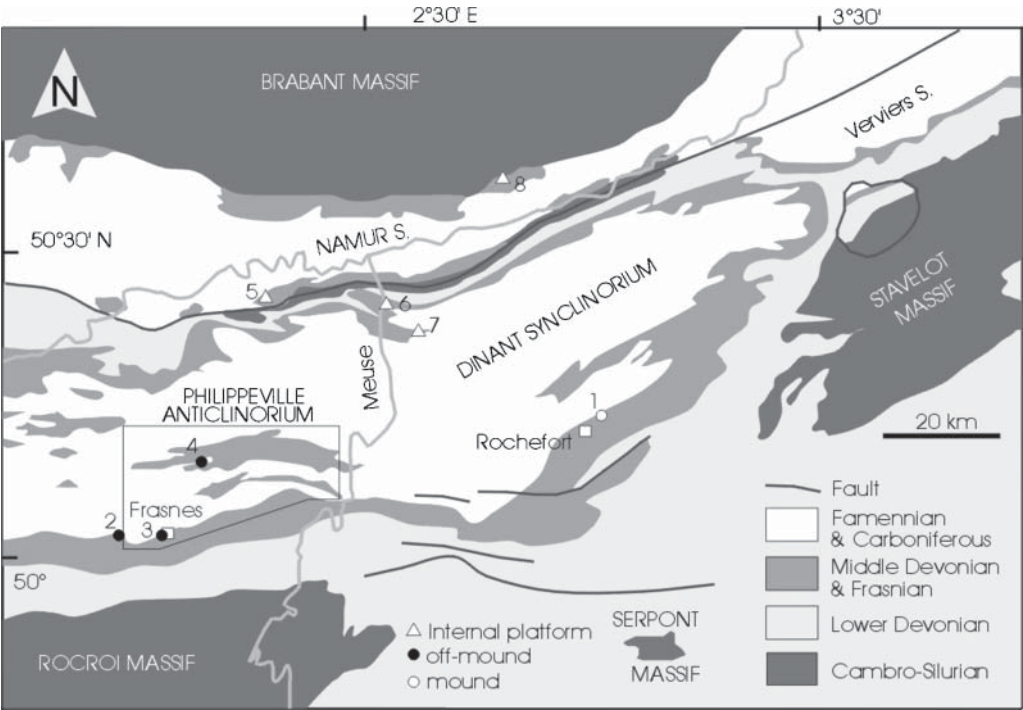 2°30' E
3°30'
N
BRABANT MASSIF
Verviers S.
8
50°30' N
NAMUR S.
5
6
7
STAVELOT
MASSIF
DINANT SYNCLINORIUM
Meuse
PHILIPPEVILLE
ANTICLINORIUM
4
1
Rochefort
20 km
Frasnes
2
3
50°
Fault
Famennian
& Carboniferous
Middle Devonian
& Frasnian
Lower Devonian
Cambro-Silurian
Internal platform
off-mound
mound
SERPONT
MASSIF
ROCROI MASSIF